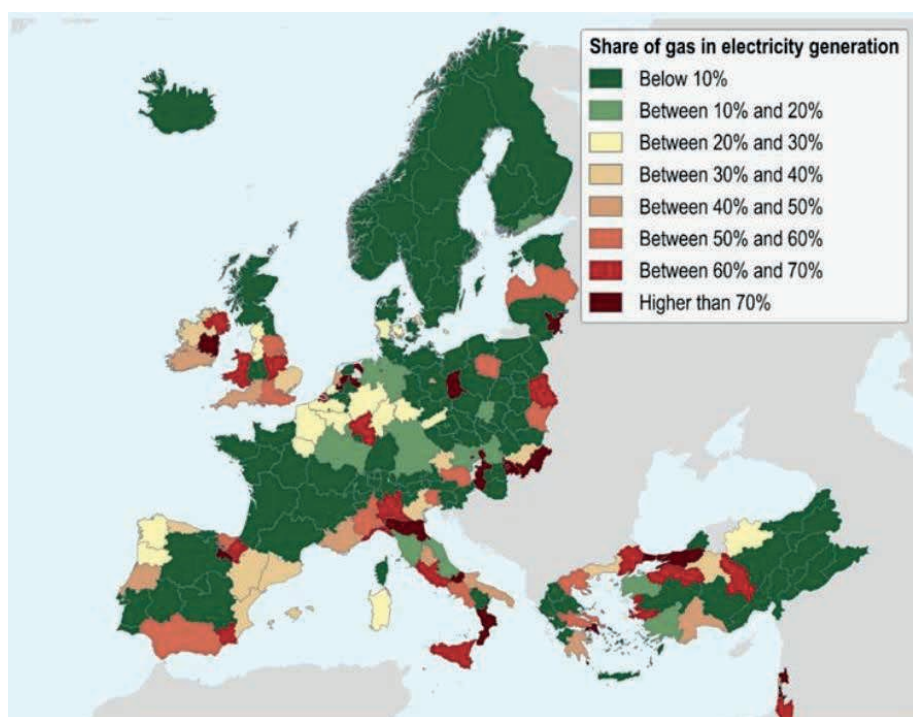 Share of gas in electricity generation
Below 10%
Between 10% and 20%
Between 20% and 30%
Between 30% and 40%
Between 40% and 50%
Between 50% and 60%
Between 60% and 70%
Higher than 70%